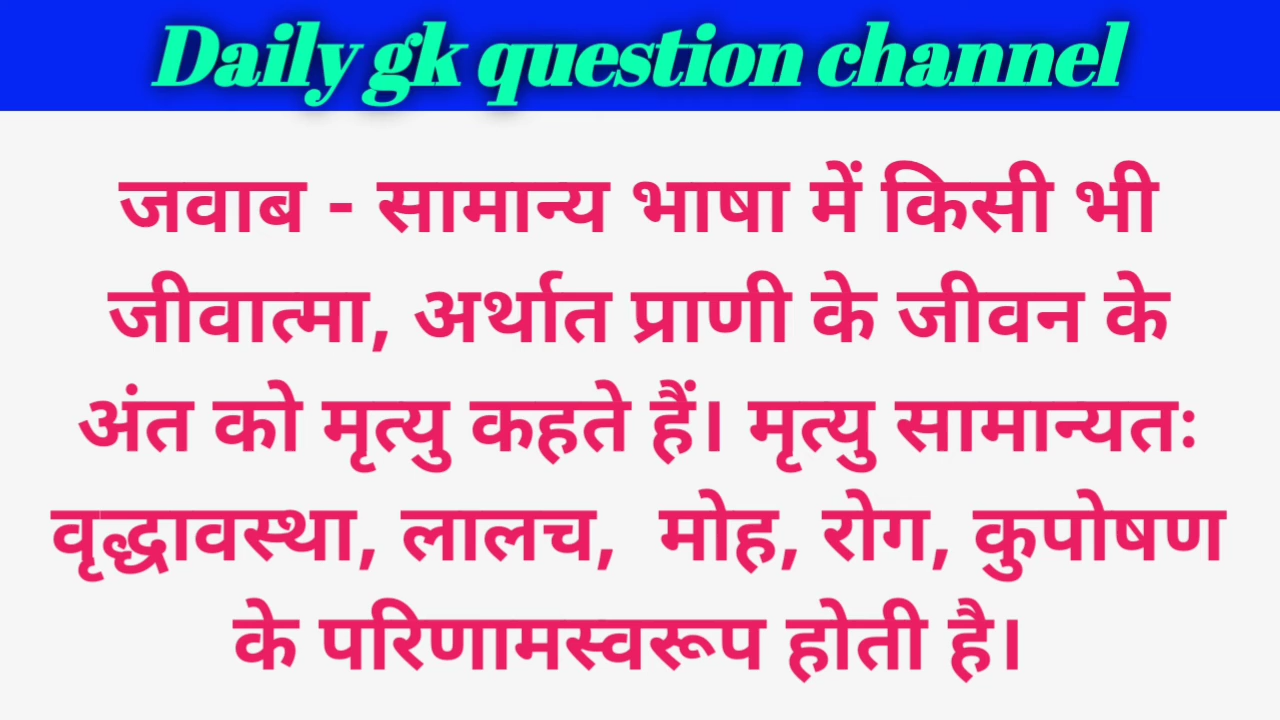 Daily gk question channel
जवाब - सामान्य भाषा में किसी भी
जीवात्मा, अर्थात प्राणी के जीवन के
अंत को मृत्यु कहते हैं। मृत्यु सामान्यतः
वृद्धावस्था, लालच,  मोह, रोग, कुपोषण
के परिणामस्वरूप होती है।